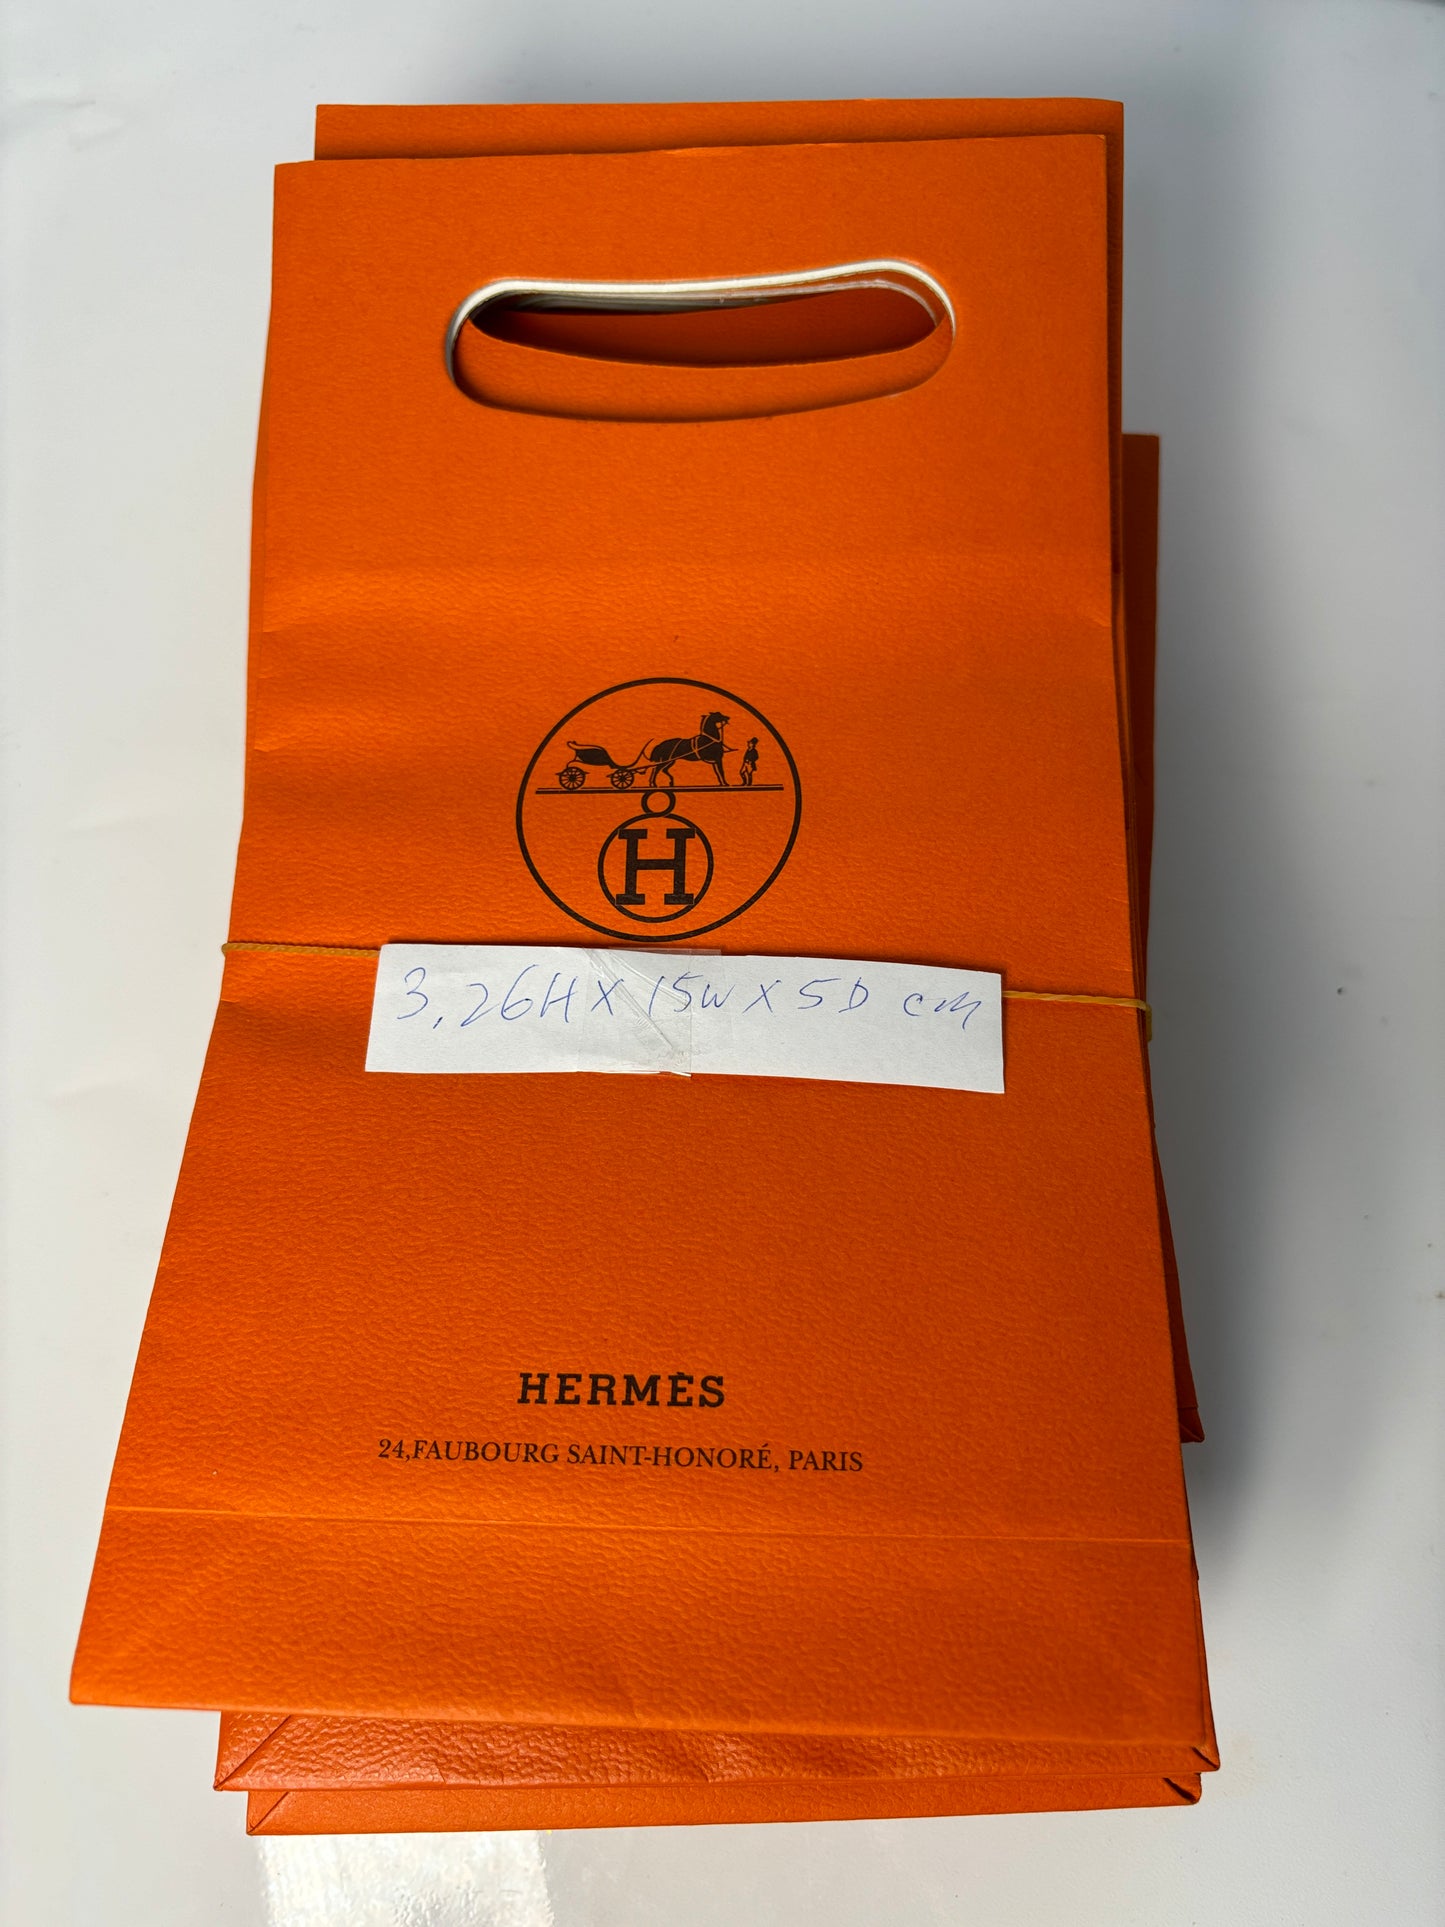 H
3, 26H X 15W X 5D cm
HERMÈS
24,FAUBOURG SAINT-HONORÉ, PARIS